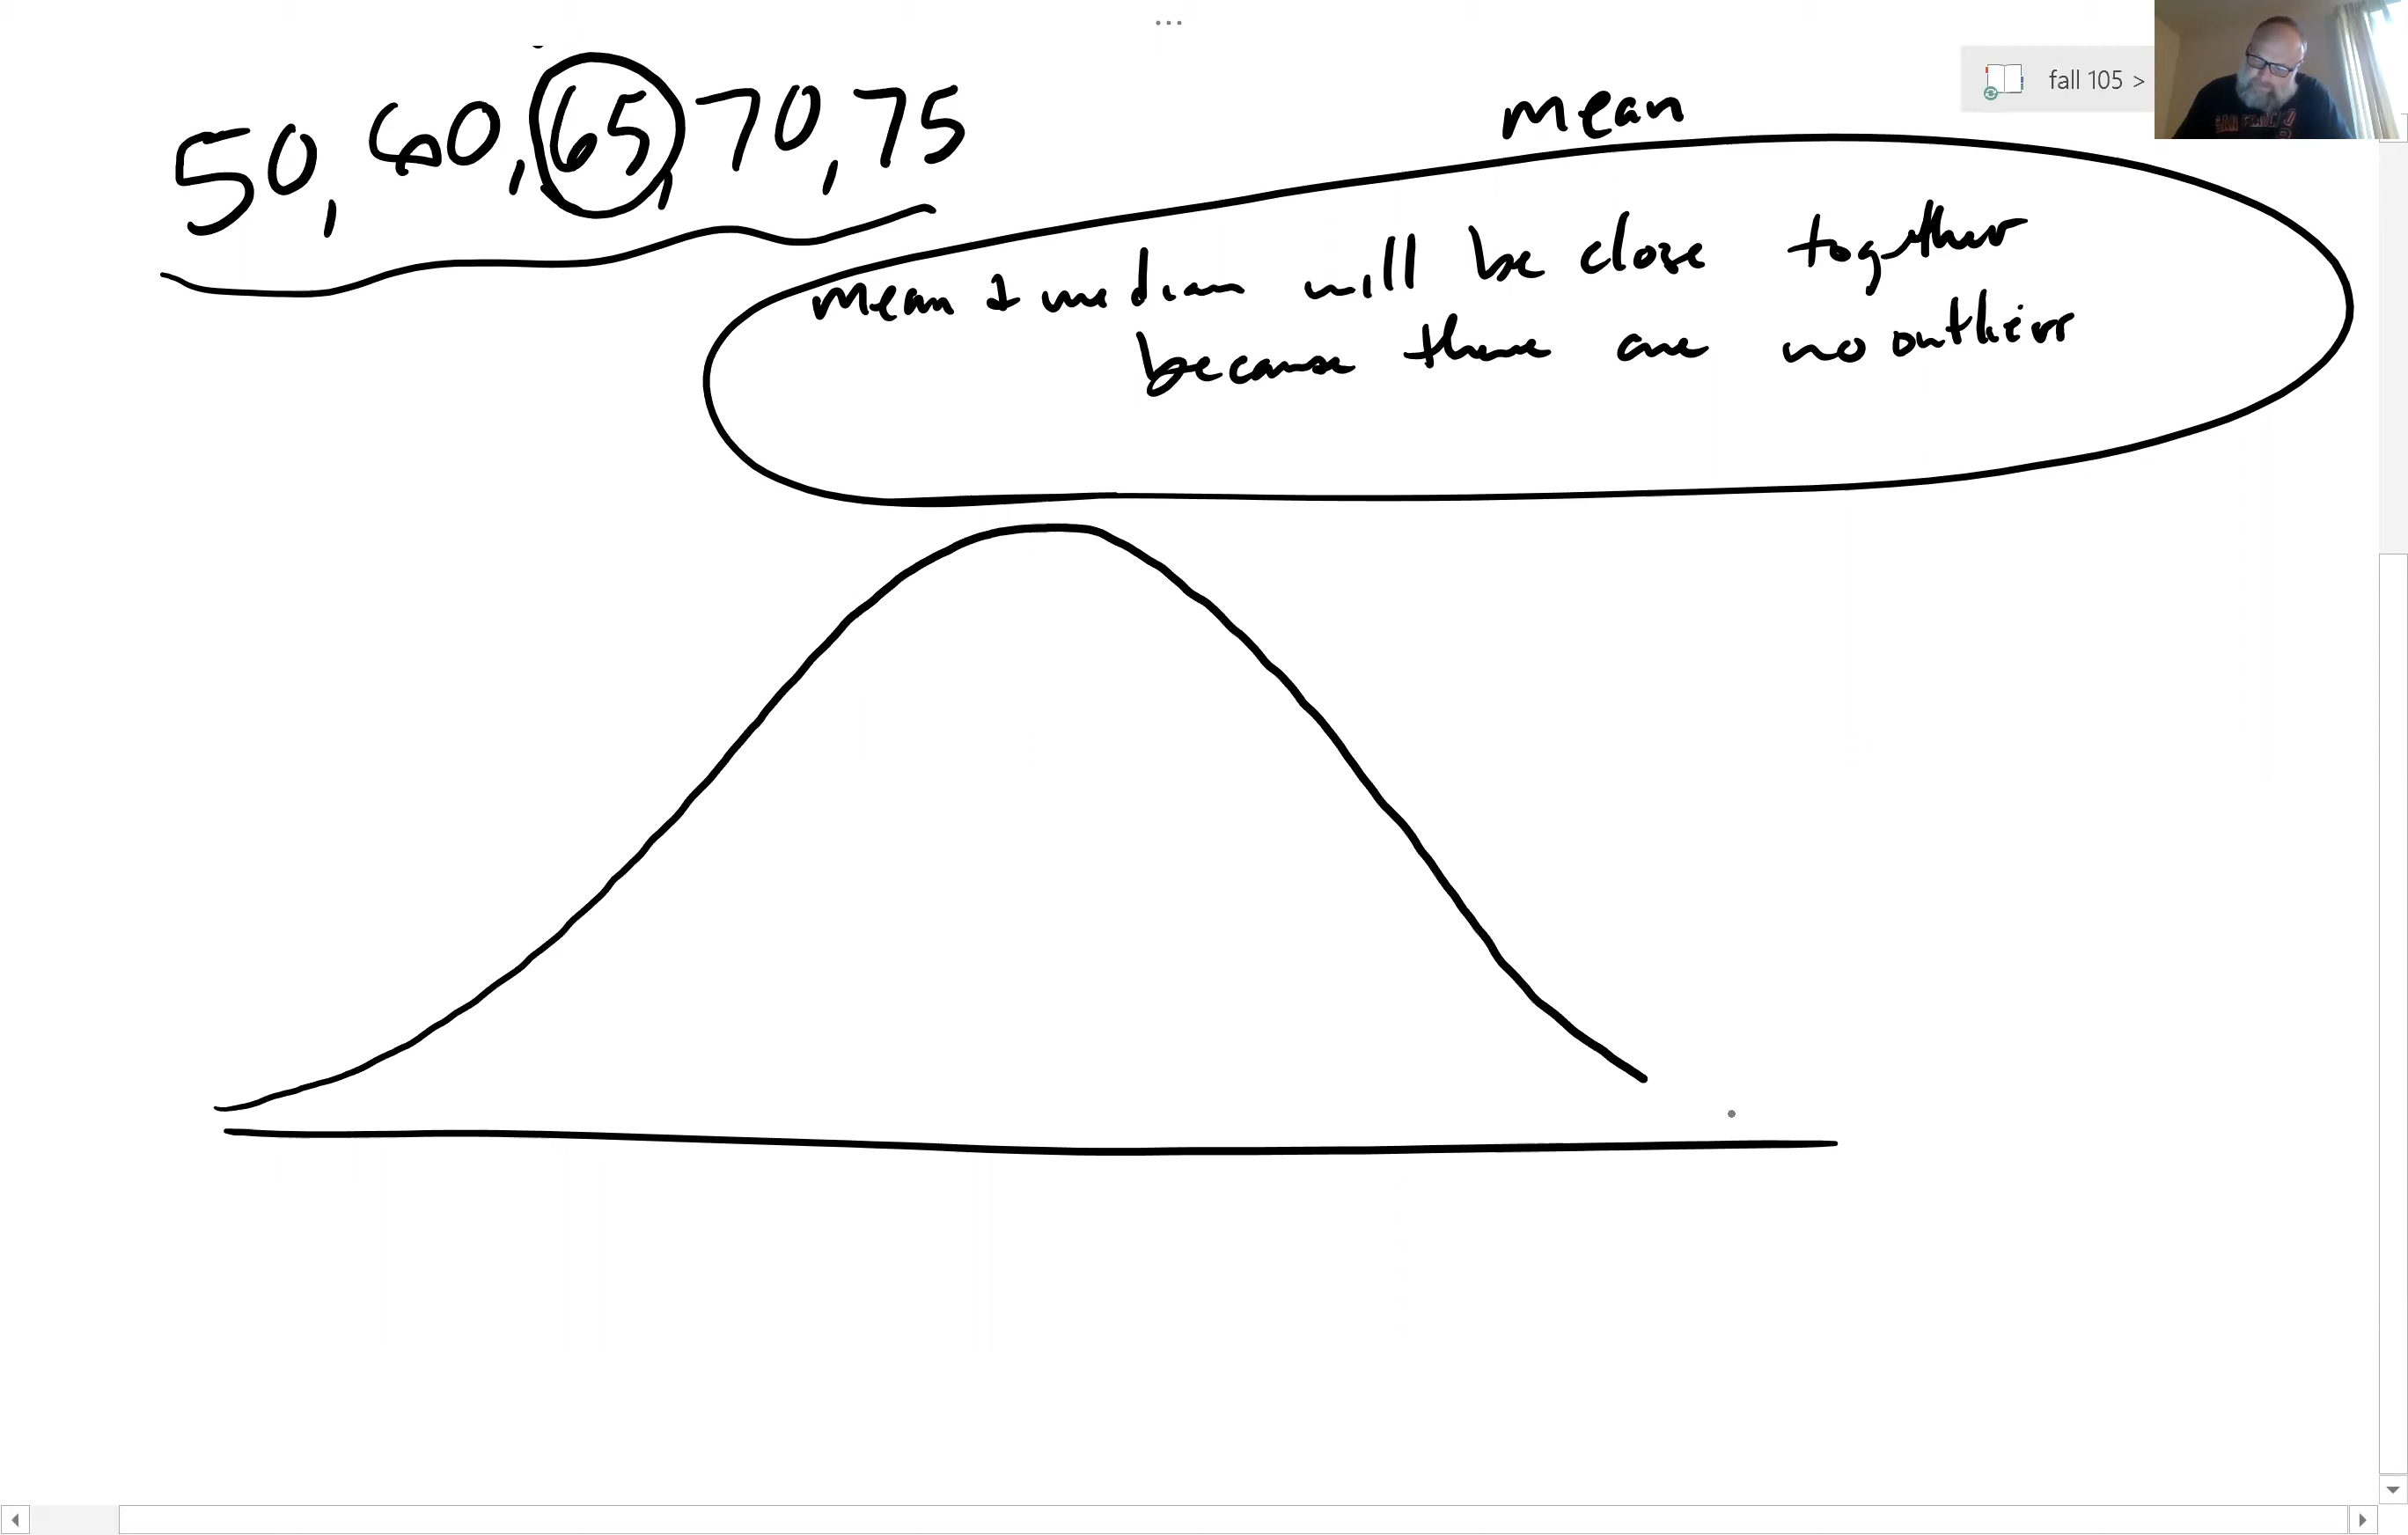 50, 60, 65, 70, 75
mean
fall 105 >
mean + median will be close together
because there are no outliers